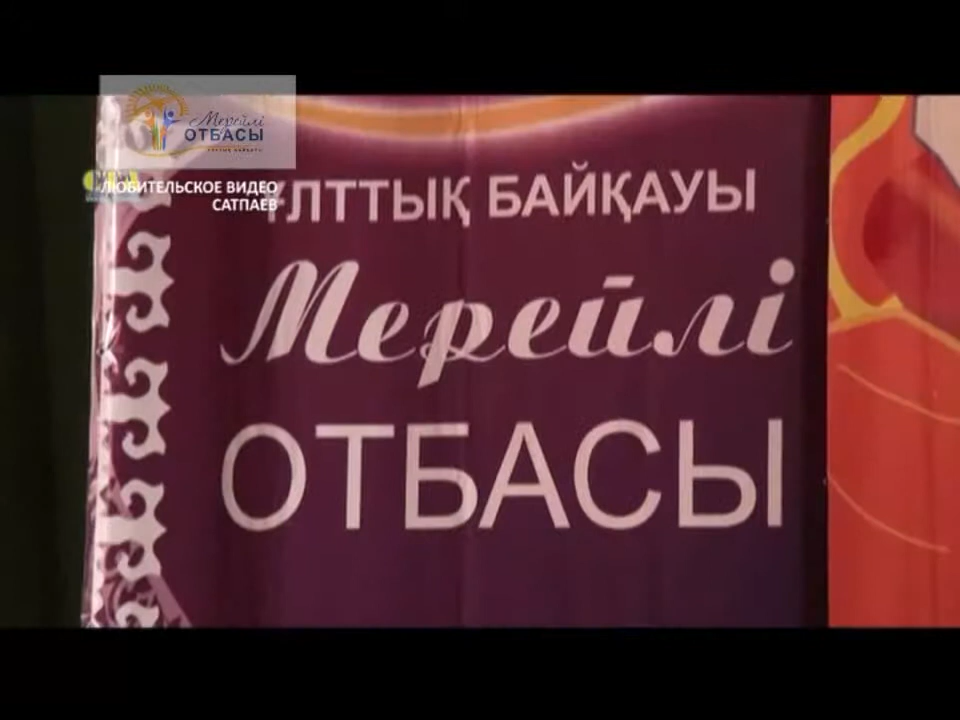 Мерейлі
ОТБАСЫ
ЛЮБИТЕЛЬСКОЕ ВИДЕО
САТПАЕВ
ҰЛТТЫҚ БАЙҚАУЫ
Мерейлі
ОТБАСЫ